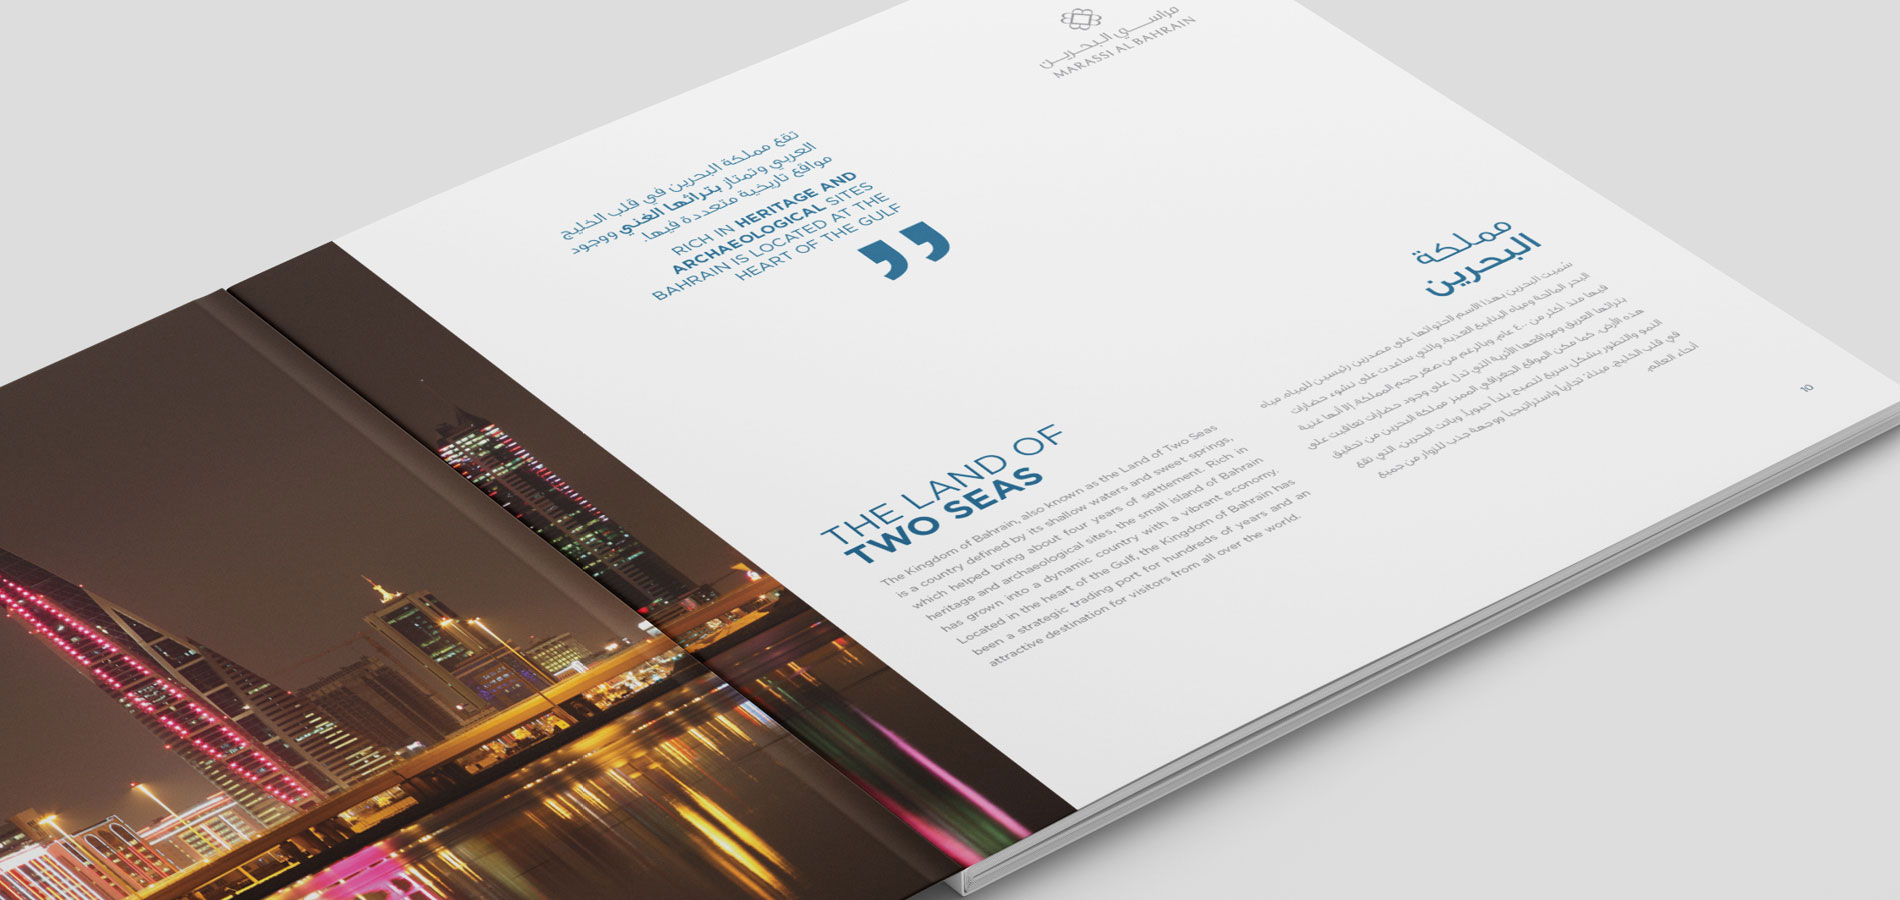 مراسي البحرين
MARASSI AL BAHRAIN
تقع مملكة البحرين في قلب الخليج
العربي وتمتاز بتراثها الغني ووجود
مواقع تاريخية متعددة فيها.
RICH IN HERITAGE AND
ARCHAEOLOGICAL SITES
BAHRAIN IS LOCATED AT THE
HEART OF THE GULF
”
THE LAND OF
TWO SEAS
The Kingdom of Bahrain, also known as the Land of Two Seas
is a country defined by its shallow waters and sweet springs,
which helped bring about four years of settlement. Rich in
heritage and archaeological sites, the small island of Bahrain
has grown into a dynamic country with a vibrant economy.
Located in the heart of the Gulf, the Kingdom of Bahrain has
been a strategic trading port for hundreds of years and an
attractive destination for visitors from all over the world.
مملكة
البحرين
سُميت البحرين بهذا الاسم لاحتوائها على مصدرين رئيسين للمياه، مياه
البحر المالحة ومياه الينابيع العذبة، والتي ساعدت على نشوء حضارات
فيها منذ أكثر من ٤٠٠٠ عام. وبالرغم من صغر حجم المملكة، إلا أنها غنية
بتراثها العريق ومواقعها الأثرية التي تدل على وجود حضارات تعاقبت على
هذه الأرض. كما مكن الموقع الجغرافي المميز مملكة البحرين من تحقيق
النمو والتطور بشكل سريع لتصبح بلداً حيوياً. وباتت البحرين، التي تقع
في قلب الخليج، ميناءً تجارياً واستراتيجياً ووجهة جذب للزوار من جميع
أنحاء العالم.
10